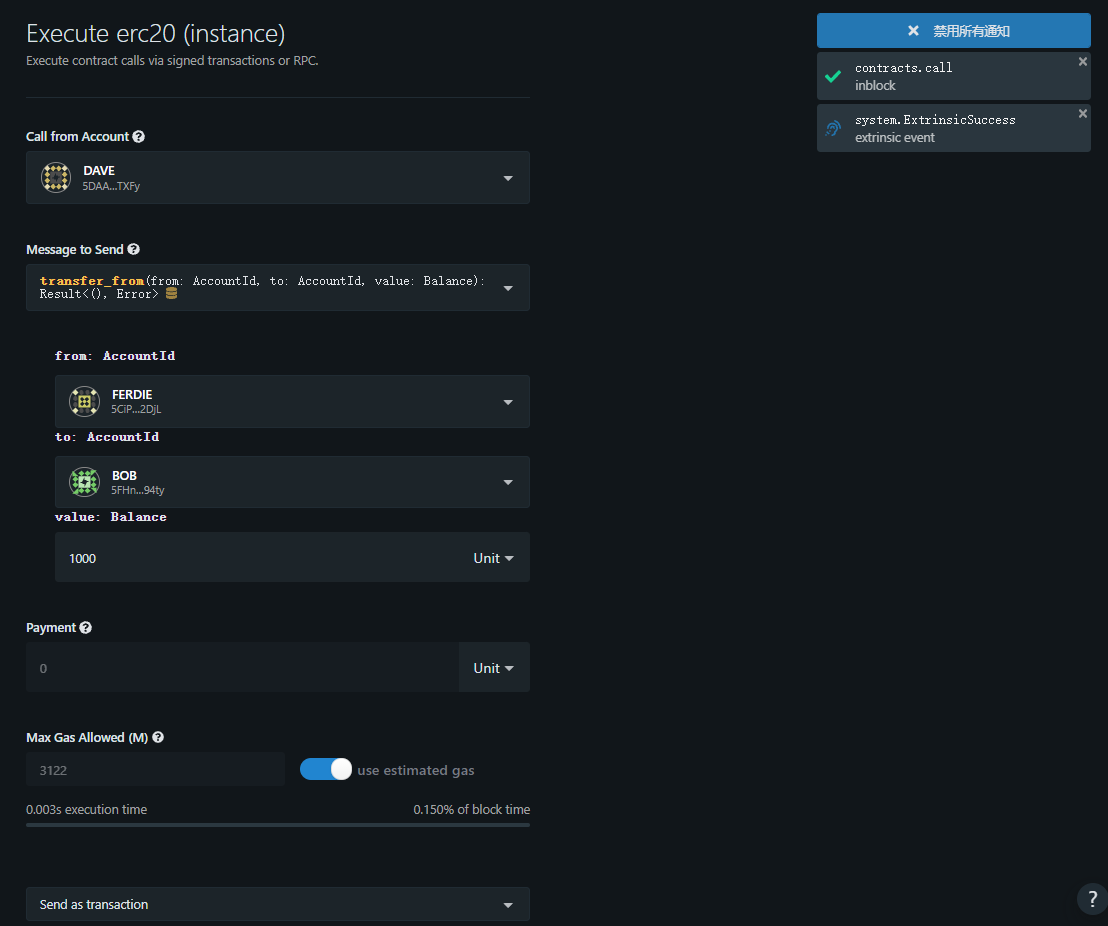 Execute erc20 (instance)
Execute contract calls via signed transactions or RPC.
Call from Account
DAVE
5DAA...TXFy
Message to Send
transfer_from(from: AccountId, to: AccountId, value: Balance):
Result<(), Error>
from: AccountId
FERDIE
5CiP...2DjL
to: AccountId
BOB
5FHn...94ty
value: Balance
1000 Unit
Payment
0 Unit
Max Gas Allowed (M)
3122 use estimated gas
0.003s execution time 0.150% of block time
Send as transaction
禁用所有通知
contracts.call
inblock
system.ExtrinsicSuccess
extrinsic event
?